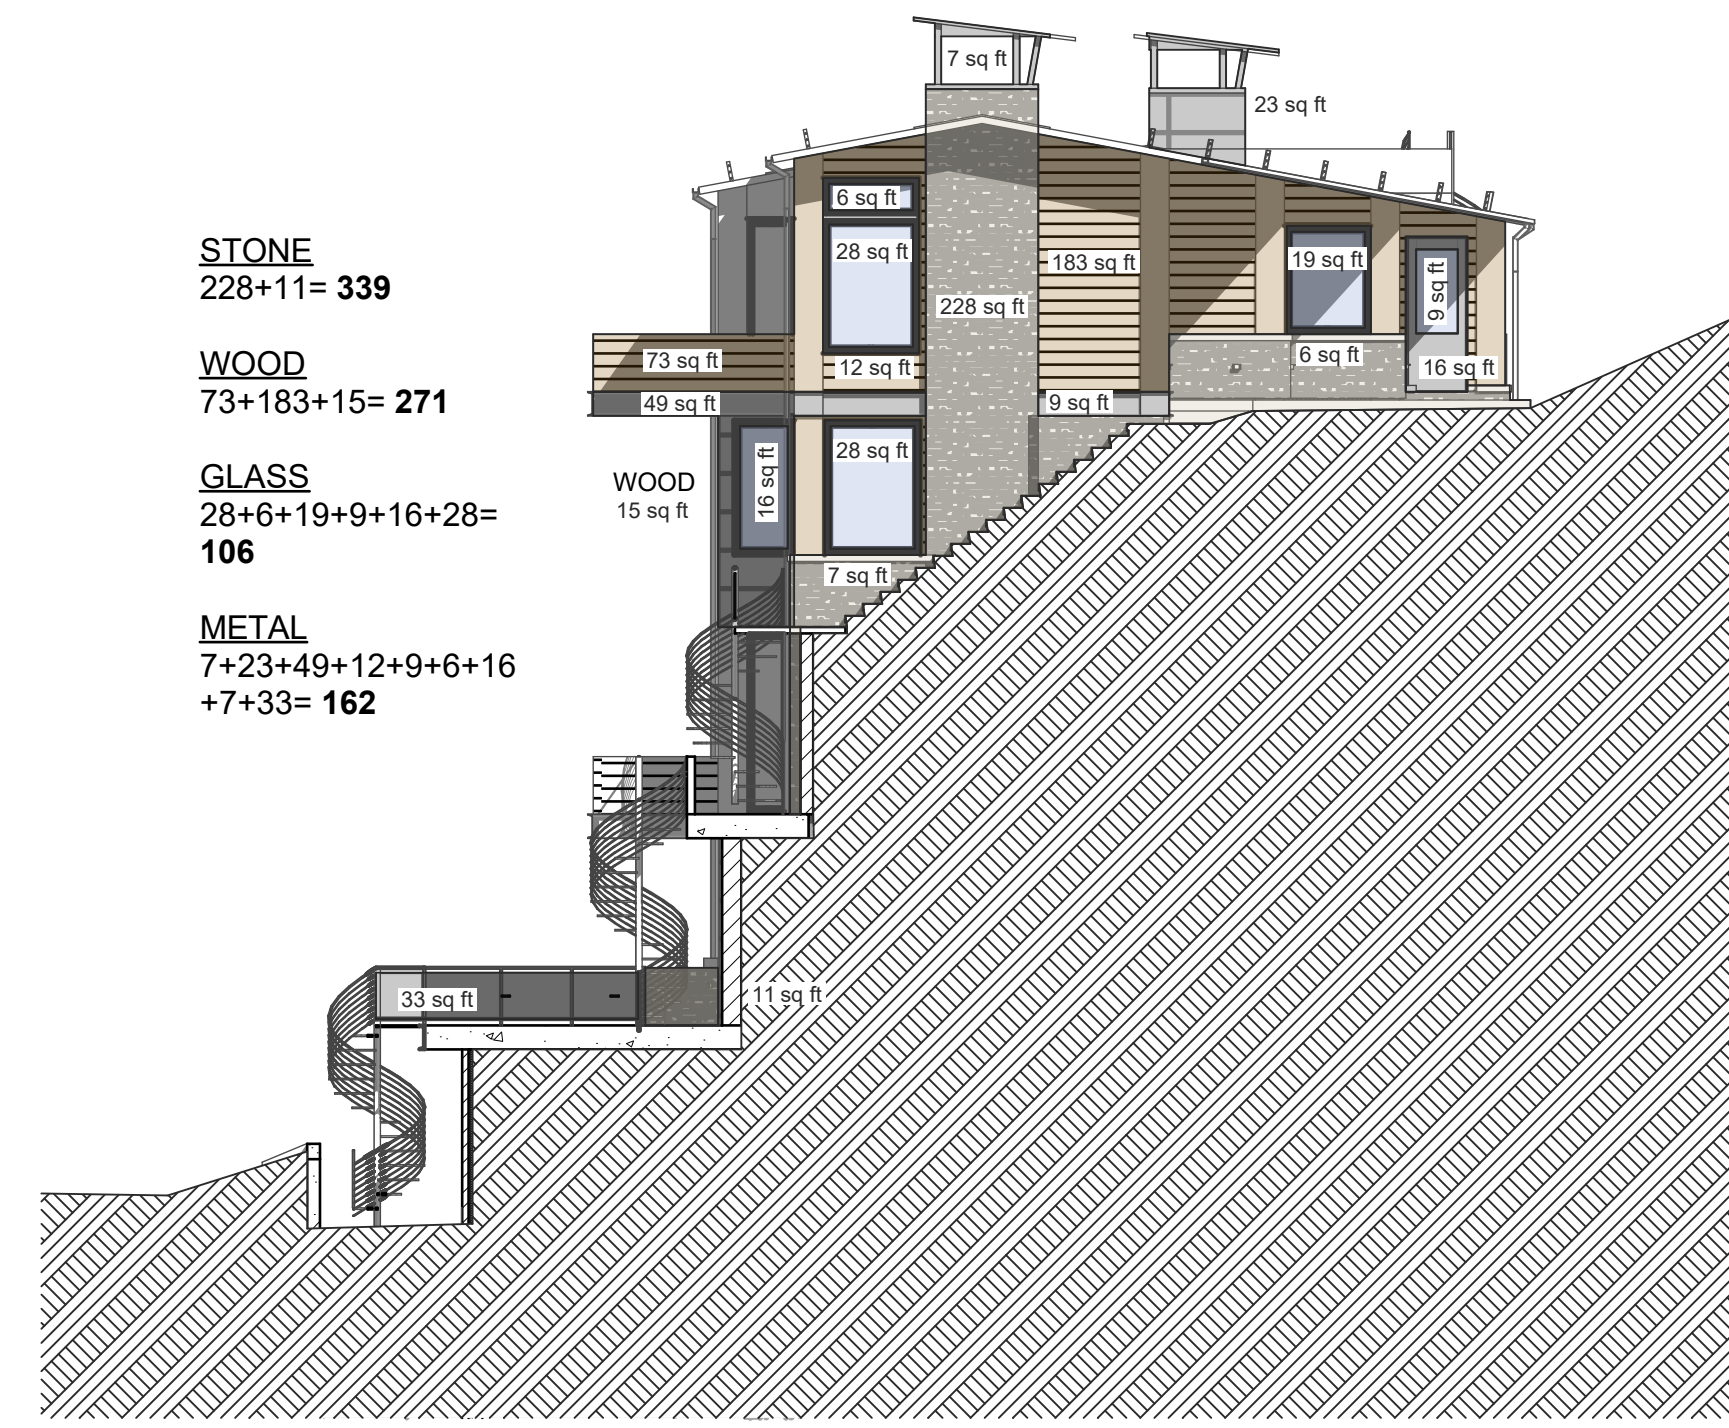 7 sq ft
23 sq ft
6 sq ft
28 sq ft
183 sq ft
19 sq ft
9 sq ft
228 sq ft
6 sq ft
73 sq ft
12 sq ft
16 sq ft
49 sq ft
9 sq ft
28 sq ft
16 sq ft
WOOD
15 sq ft
7 sq ft
33 sq ft
11 sq ft
STONE
228+11= 339
WOOD
73+183+15= 271
GLASS
28+6+19+9+16+28=
106
METAL
7+23+49+12+9+6+16
+7+33= 162